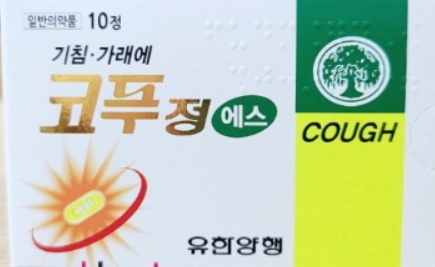 일반의약품 10정
기침·가래에
코푸정 에스
COUGH
유한양행